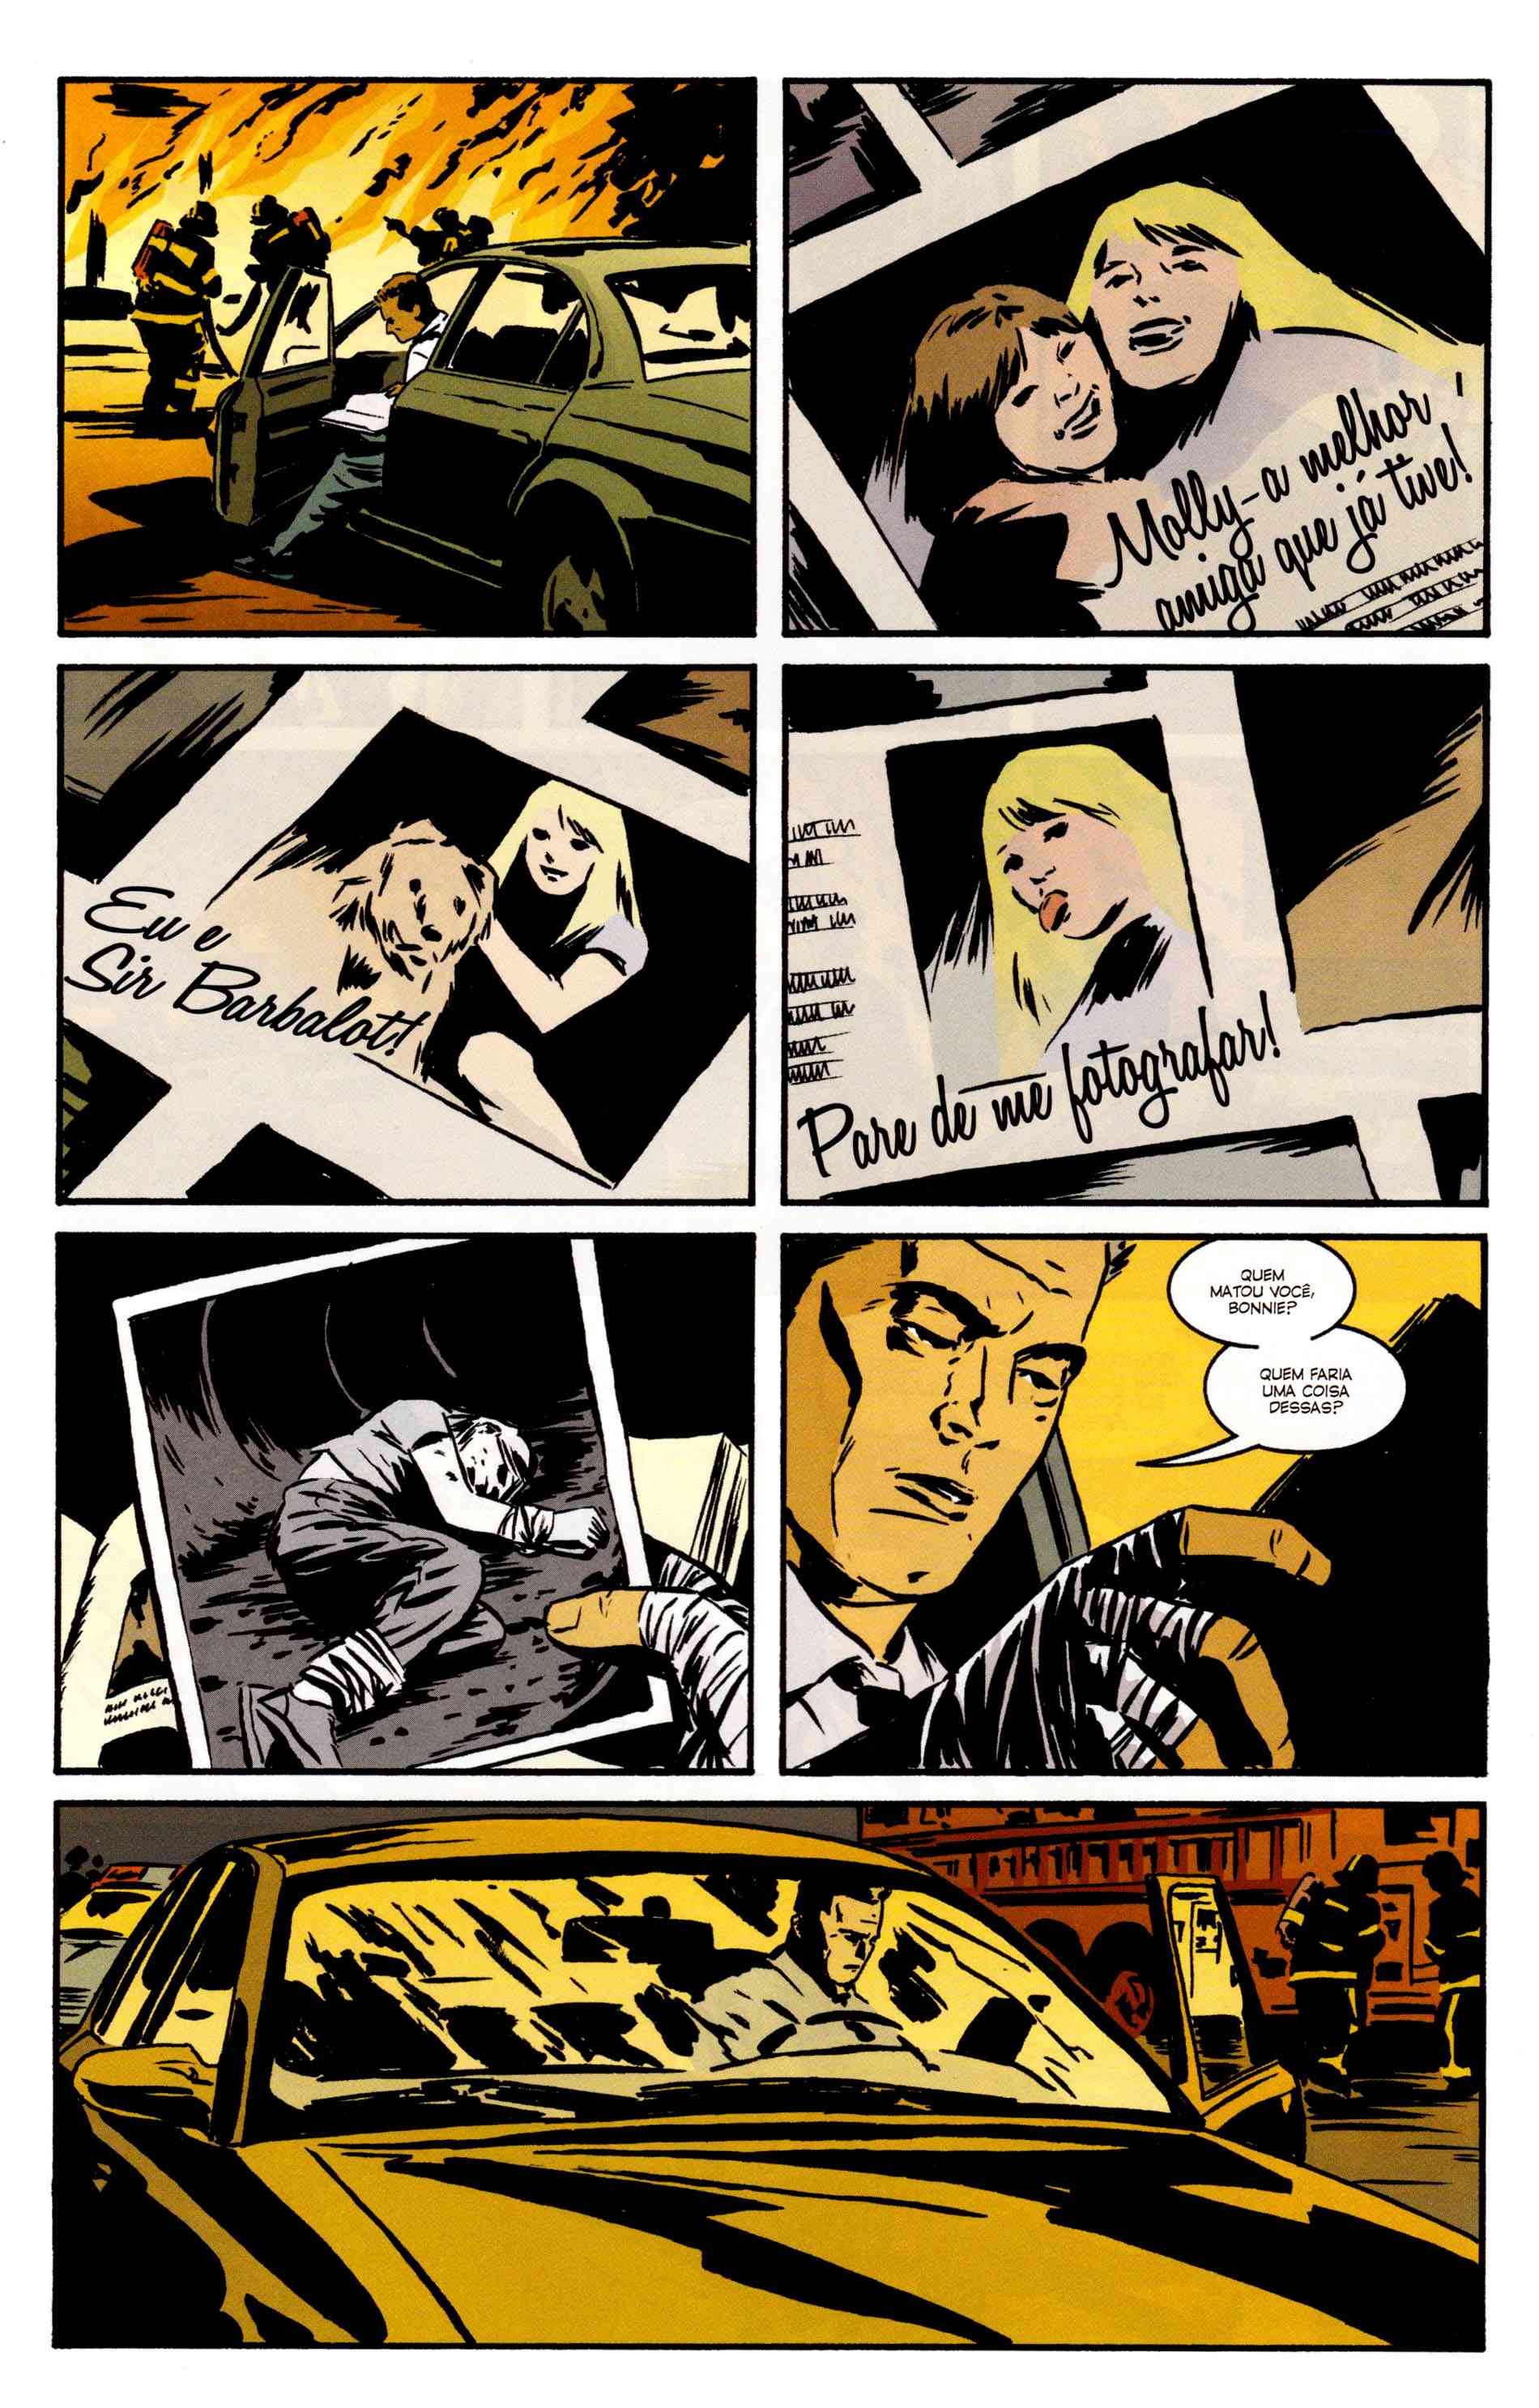 Molly-a melhor
amiga que já tive!
Eu e
Sir Barbalot!
Pare de me fotografar!
QUEM
MATOU VOCÊ,
BONNIE?
QUEM FARIA
UMA COISA
DESSAS?